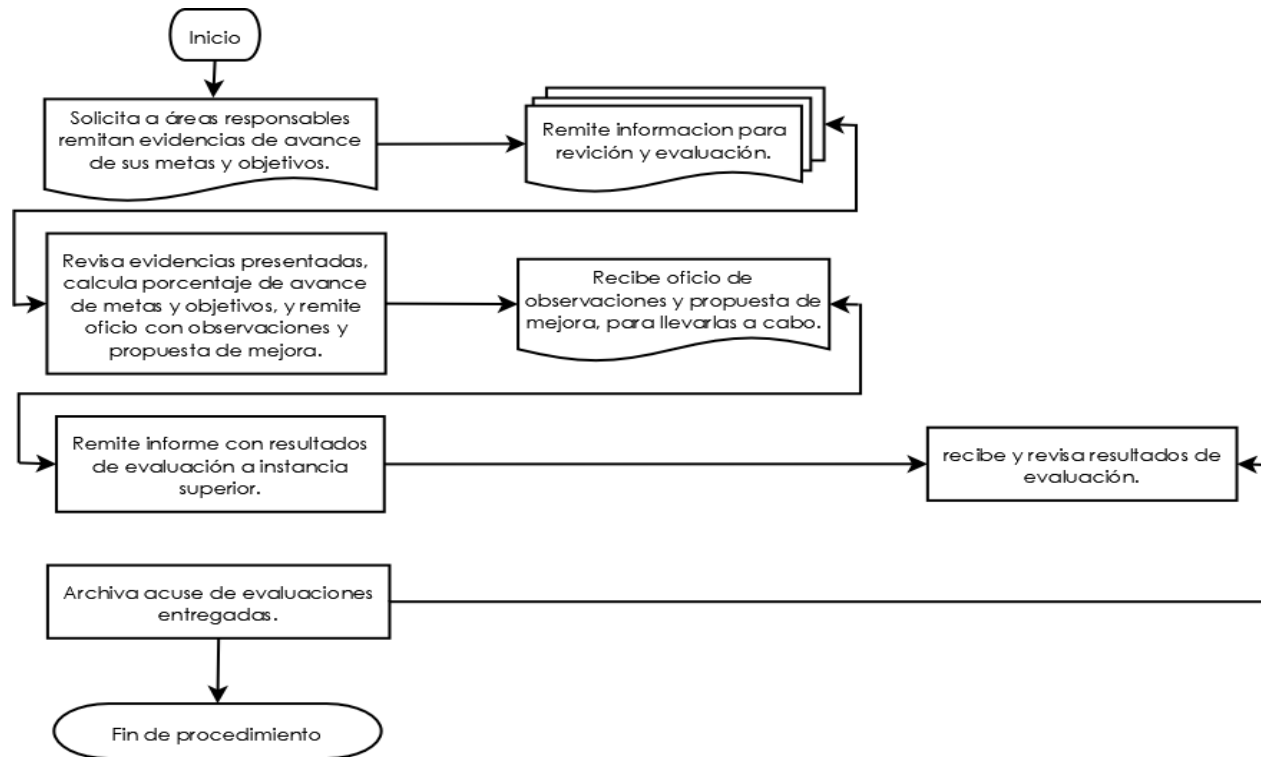 Inicio
Solicita a áreas responsables
remitan evidencias de avance
de sus metas y objetivos.
Remite informacion para
revición y evaluación.
Revisa evidencias presentadas,
calcula porcentaje de avance
de metas y objetivos, y remite
oficio con observaciones y
propuesta de mejora.
Recibe oficio de
observaciones y propuesta de
mejora, para llevarlas a cabo.
Remite informe con resultados
de evaluación a instancia
superior.
recibe y revisa resultados de
evaluación.
Archiva acuse de evaluaciones
entregadas.
Fin de procedimiento